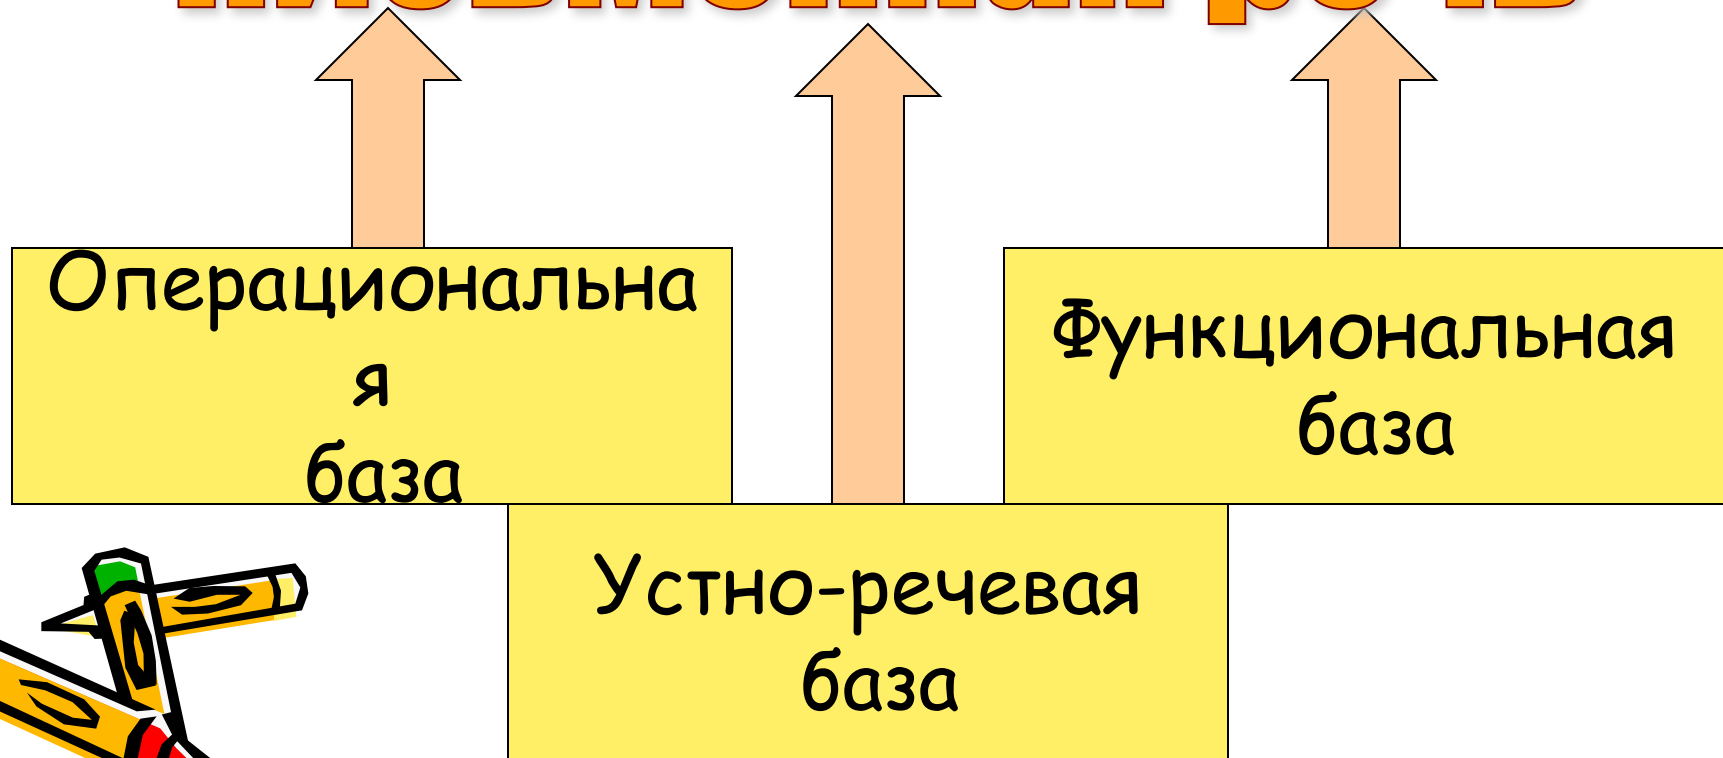 Операциональна
я
база
Функциональная
база
Устно-речевая
база